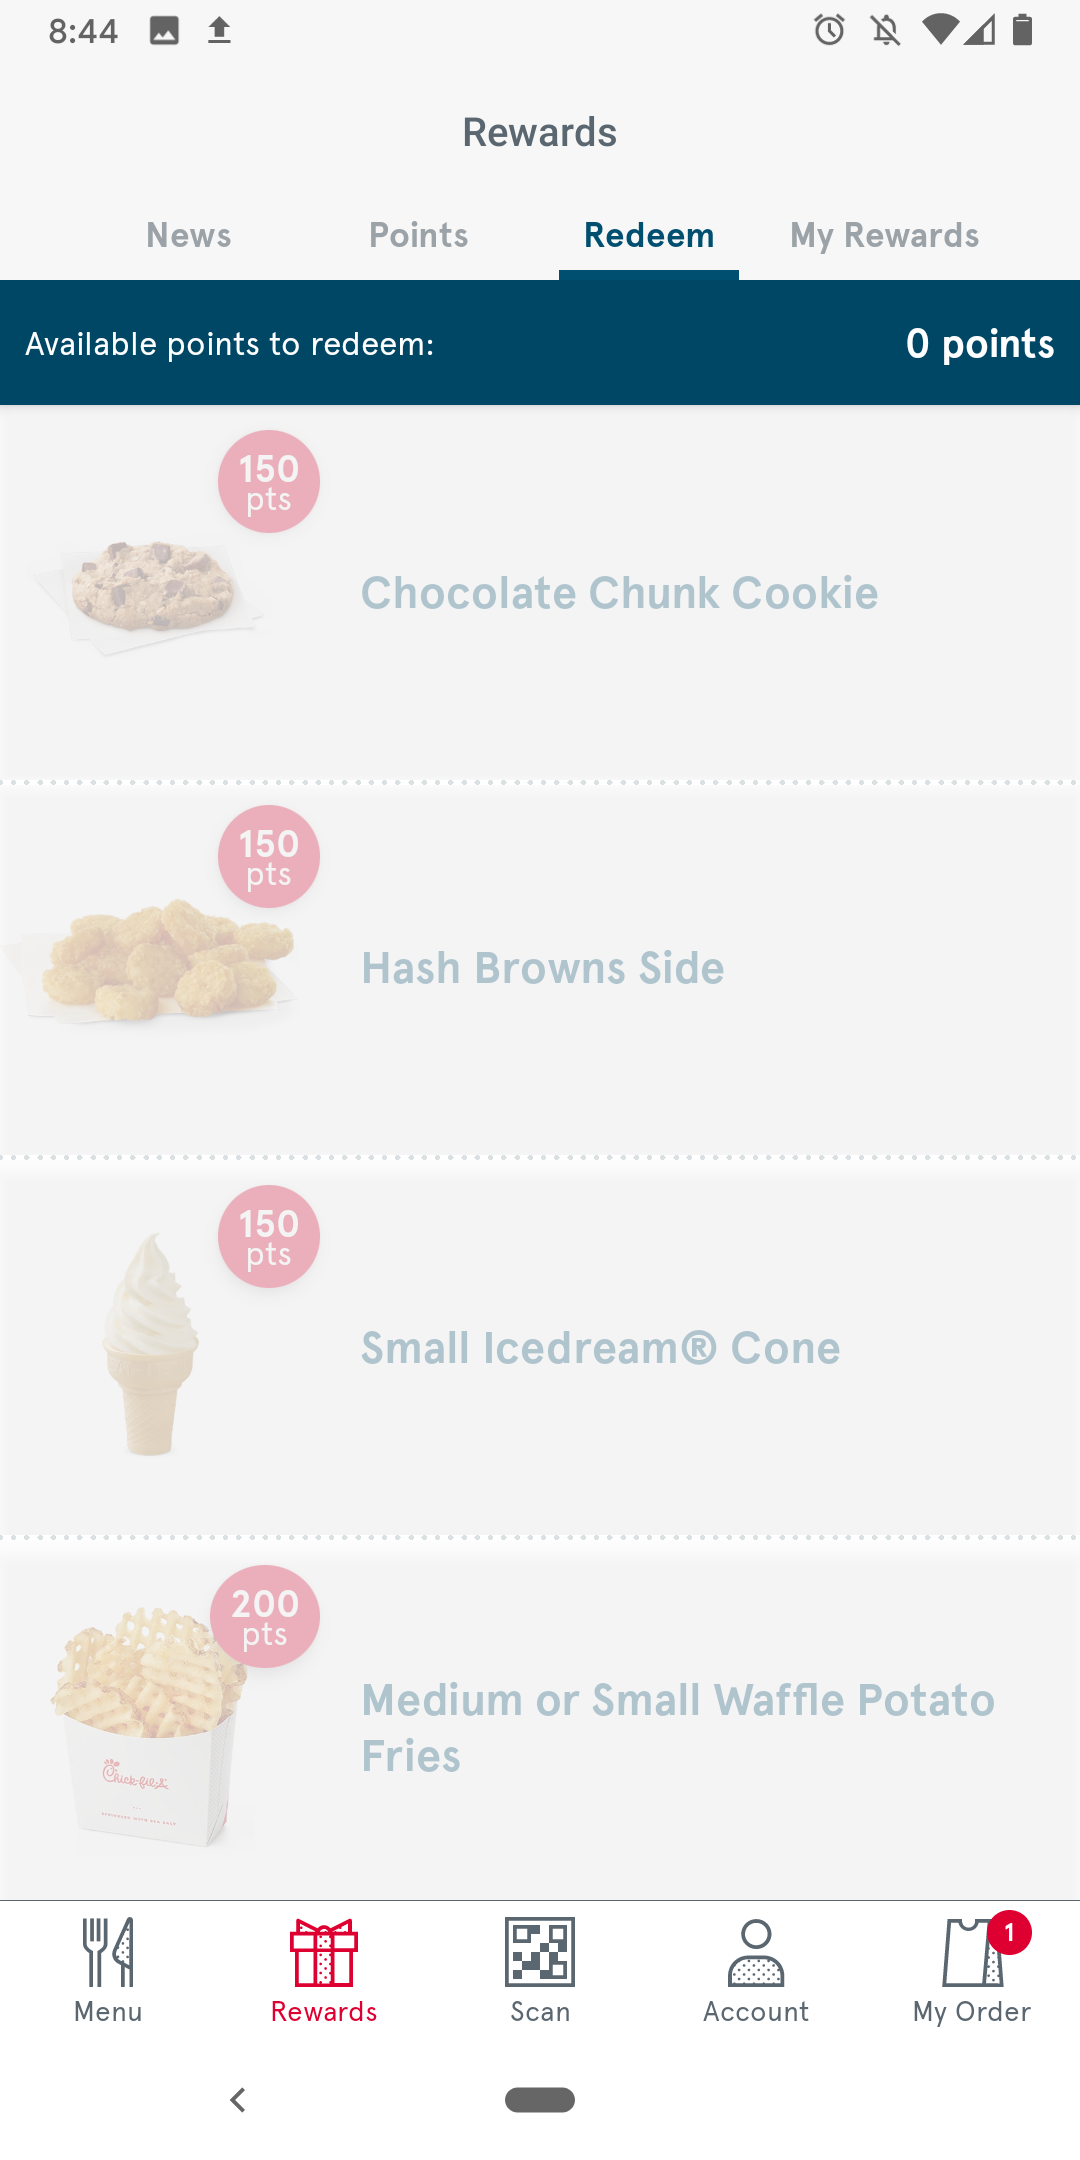 8:44
Rewards
News Points Redeem My Rewards
Available points to redeem: 0 points
150
pts
Chocolate Chunk Cookie
150
pts
Hash Browns Side
150
pts
Small Icedream® Cone
200
pts
Medium or Small Waffle Potato
Fries
Chick-fil-A
1
Menu Rewards Scan Account My Order